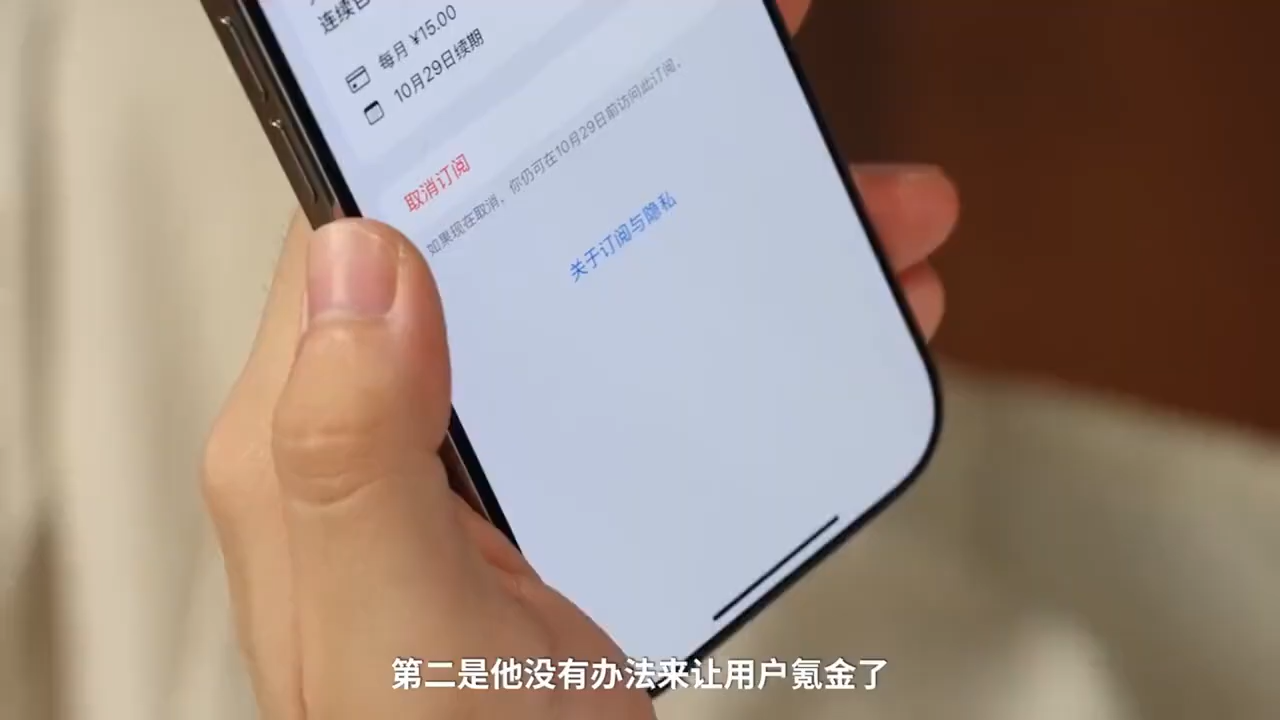 连续包
每月 ¥15.00
10月29日续期
取消订阅
如果现在取消，你仍可在10月29日前访问此订阅。
关于订阅与隐私
第二是他没有办法来让用户氪金了